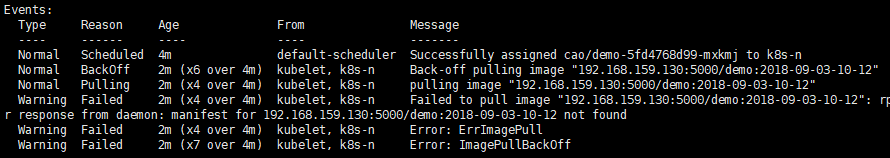 Events:
Type Reason Age From Message
---- ------ ---- ---- -------
Normal Scheduled 4m default-scheduler Successfully assigned cao/demo-5fd4768d99-mxkmj to k8s-n
Normal BackOff 2m (x6 over 4m) kubelet, k8s-n Back-off pulling image "192.168.159.130:5000/demo:2018-09-03-10-12"
Normal Pulling 2m (x4 over 4m) kubelet, k8s-n pulling image "192.168.159.130:5000/demo:2018-09-03-10-12"
Warning Failed 2m (x4 over 4m) kubelet, k8s-n Failed to pull image "192.168.159.130:5000/demo:2018-09-03-10-12": rp
r response from daemon: manifest for 192.168.159.130:5000/demo:2018-09-03-10-12 not found
Warning Failed 2m (x4 over 4m) kubelet, k8s-n Error: ErrImagePull
Warning Failed 2m (x7 over 4m) kubelet, k8s-n Error: ImagePullBackOff